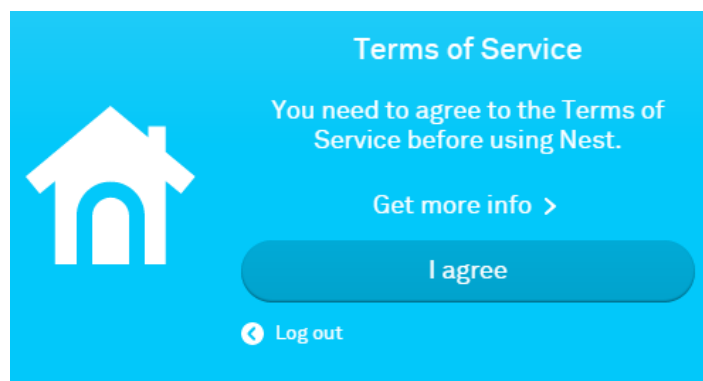 Terms of Service
You need to agree to the Terms of
Service before using Nest.
Get more info >
I agree
Log out